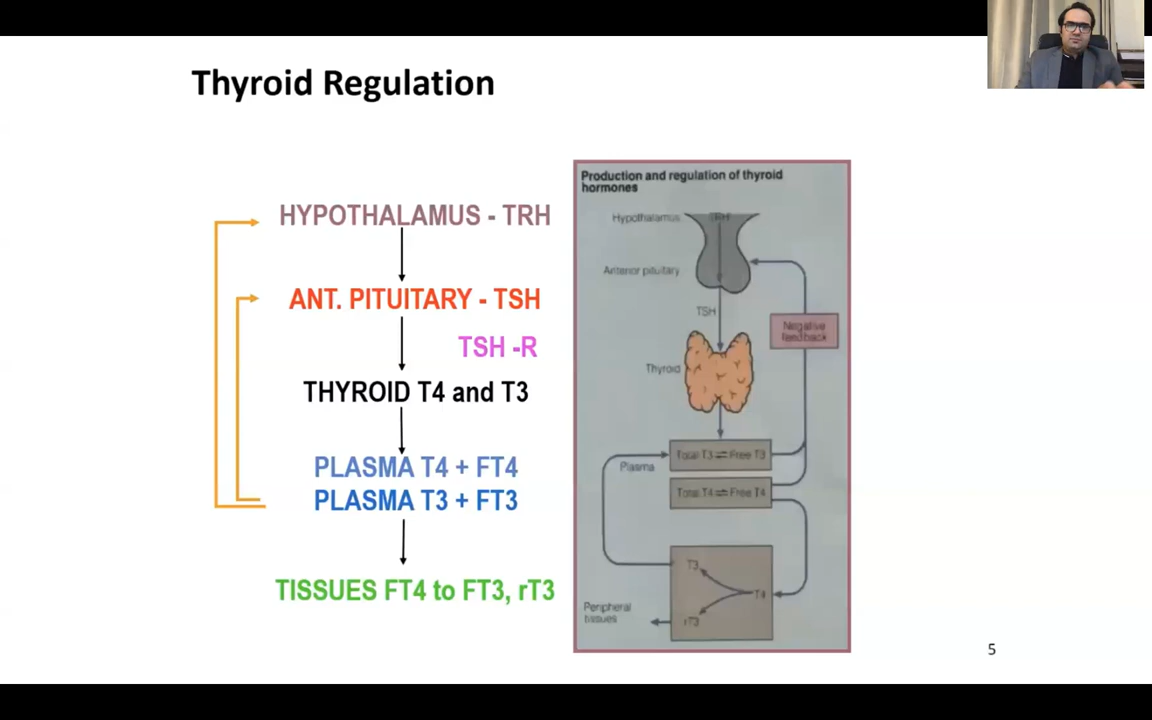 Thyroid Regulation
HYPOTHALAMUS - TRH
ANT. PITUITARY - TSH
TSH -R
THYROID T4 and T3
PLASMA T4 + FT4
PLASMA T3 + FT3
TISSUES FT4 to FT3, rT3
Production and regulation of thyroid
hormones
Hypothalamus
TRH
Anterior pituitary
TSH
Negative
feedback
Thyroid
Total T3 ⇌ Free T3
Plasma
Total T4 ⇌ Free T4
T3
T4
Peripheral
tissues
rT3
5